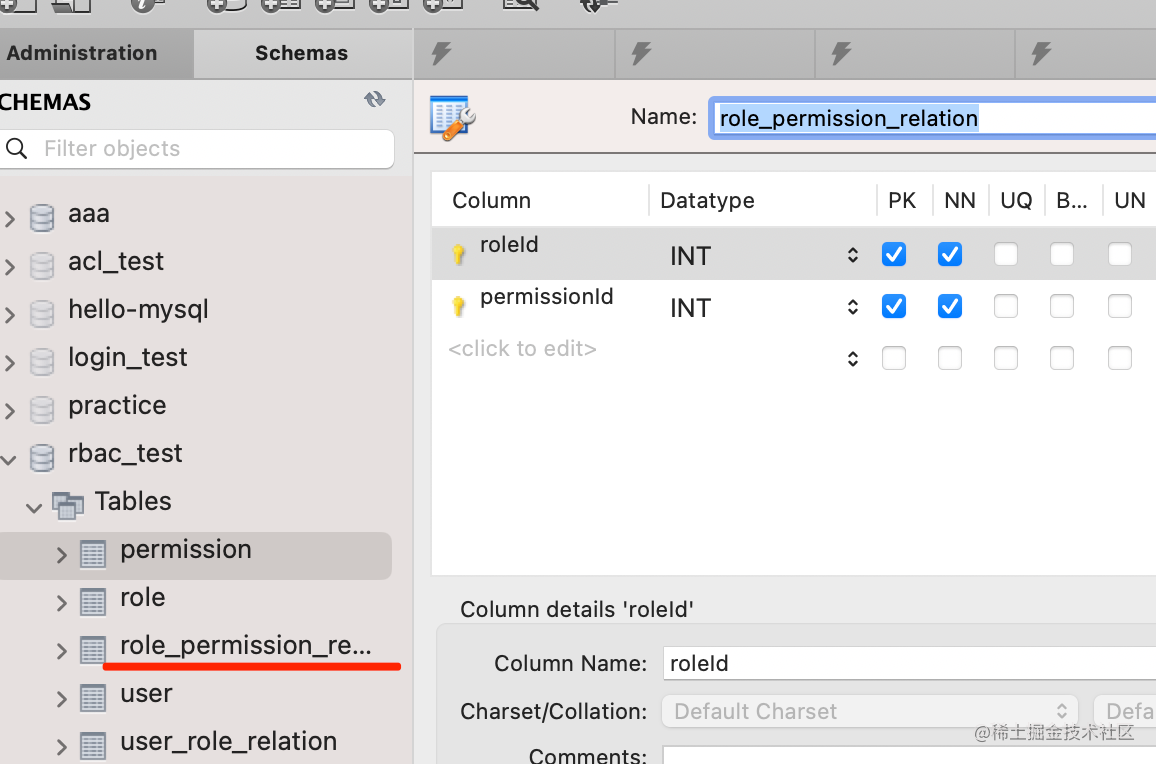 Administration
Schemas
CHEMAS
Filter objects
aaa
acl_test
hello-mysql
login_test
practice
rbac_test
Tables
permission
role
role_permission_re...
user
user_role_relation
Name: role_permission_relation
Column Datatype PK NN UQ B... UN
roleId INT
permissionId INT
<click to edit>
Column details 'roleId'
Column Name: roleId
Charset/Collation: Default Charset Defa
Comments:
@稀土掘金技术社区